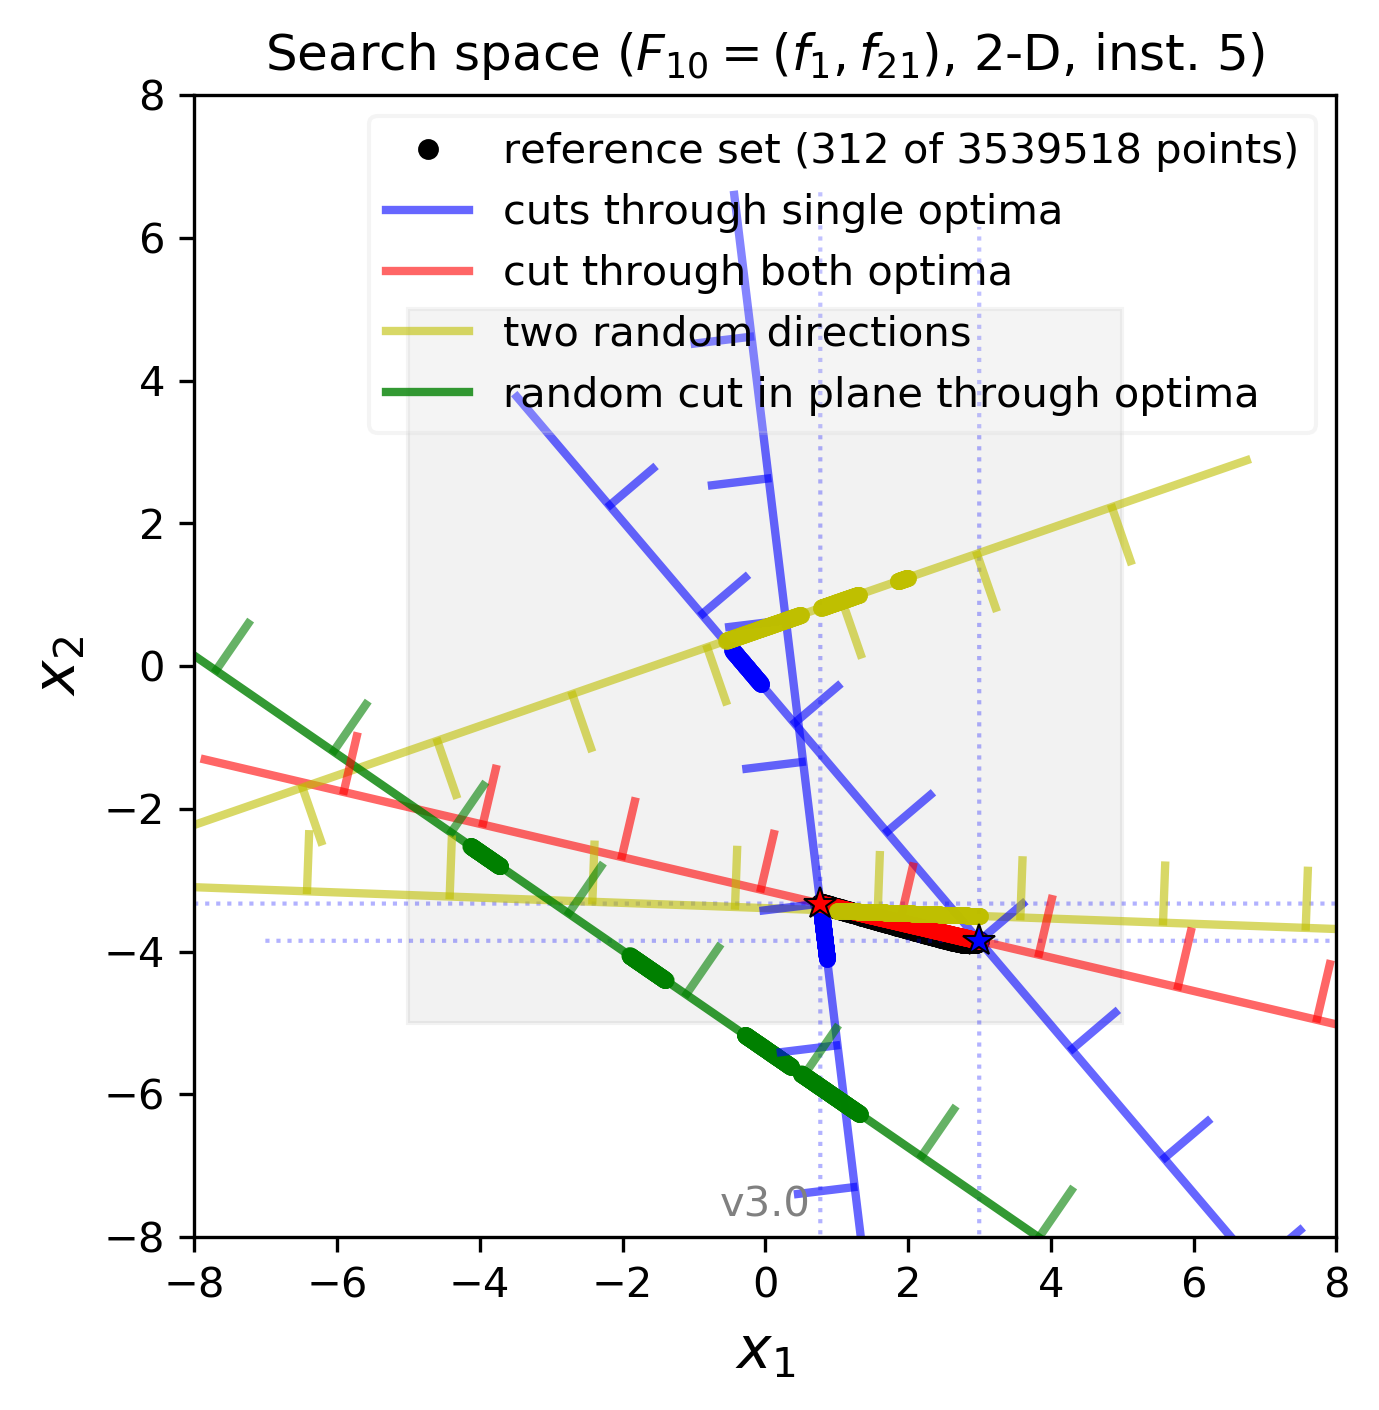 Search space (F10 = (f1, f21), 2-D, inst. 5)
reference set (312 of 3539518 points)
cuts through single optima
cut through both optima
two random directions
random cut in plane through optima
8
6
4
2
0
−2
−4
−6
−8
x2
v3.0
−8 −6 −4 −2 0 2 4 6 8
x1